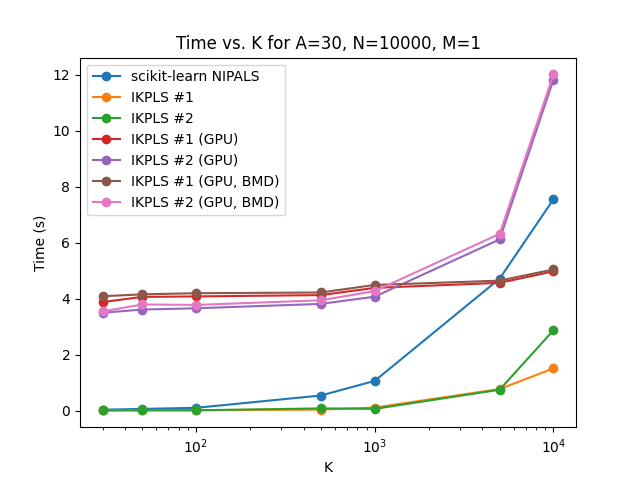 Time vs. K for A=30, N=10000, M=1
12
10
8
6
4
2
0
Time (s)
scikit-learn NIPALS
IKPLS #1
IKPLS #2
IKPLS #1 (GPU)
IKPLS #2 (GPU)
IKPLS #1 (GPU, BMD)
IKPLS #2 (GPU, BMD)
10² 10³ 10⁴
K